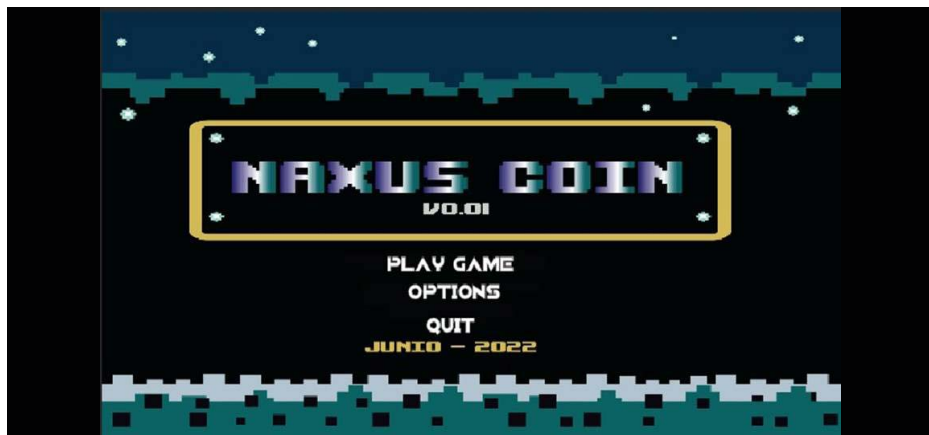 NAXUS COIN
V0.01
PLAY GAME
OPTIONS
QUIT
JUNIO - 2022